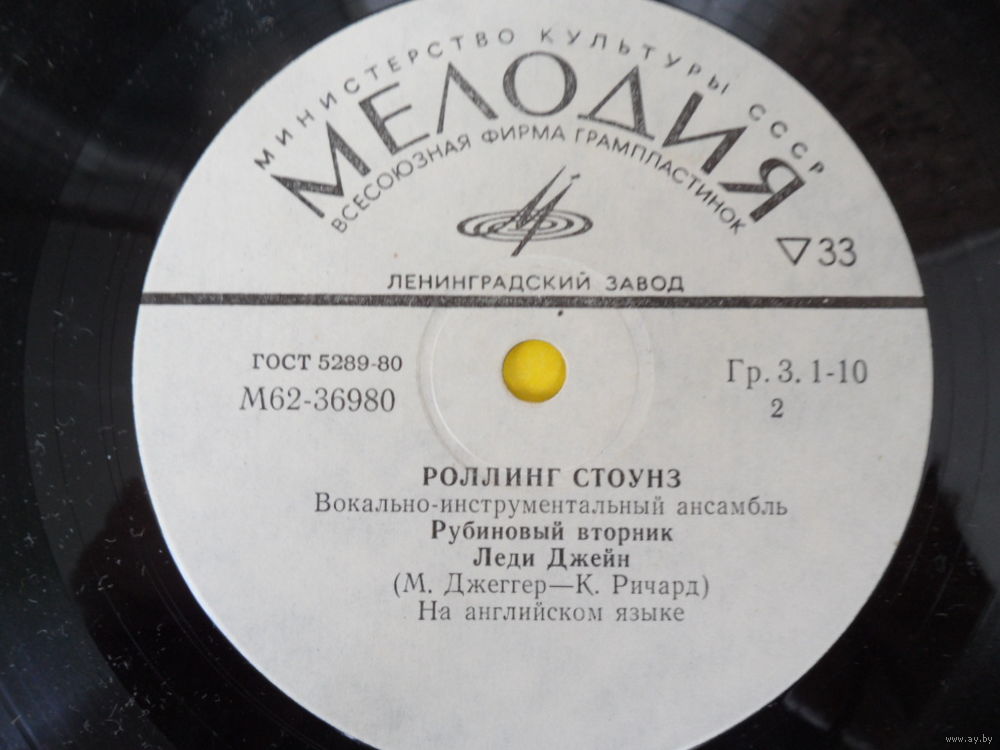 МИНИСТЕРСТВО КУЛЬТУРЫ СССР
МЕЛОДИЯ
ВСЕСОЮЗНАЯ ФИРМА ГРАМПЛАСТИНОК
▽33
ЛЕНИНГРАДСКИЙ ЗАВОД
ГОСТ 5289-80
М62-36980
Гр. 3. 1-10
2
РОЛЛИНГ СТОУНЗ
Вокально-инструментальный ансамбль
Рубиновый вторник
Леди Джейн
(М. Джеггер—К. Ричард)
На английском языке
www.ay.by